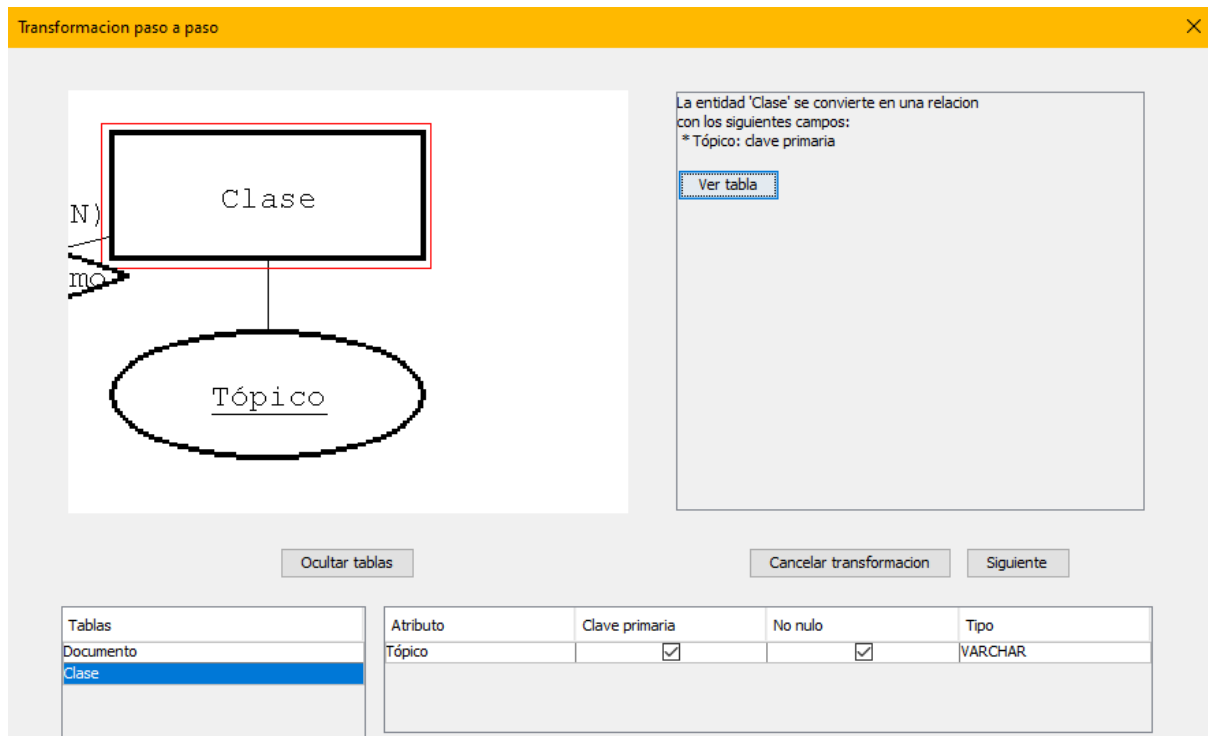 Transformacion paso a paso
Clase
N)
mo
Tópico
La entidad 'Clase' se convierte en una relacion
con los siguientes campos:
* Tópico: clave primaria
Ver tabla
Ocultar tablas
Cancelar transformacion
Siguiente
Tablas
Documento
Clase
Atributo Clave primaria No nulo Tipo
Tópico VARCHAR